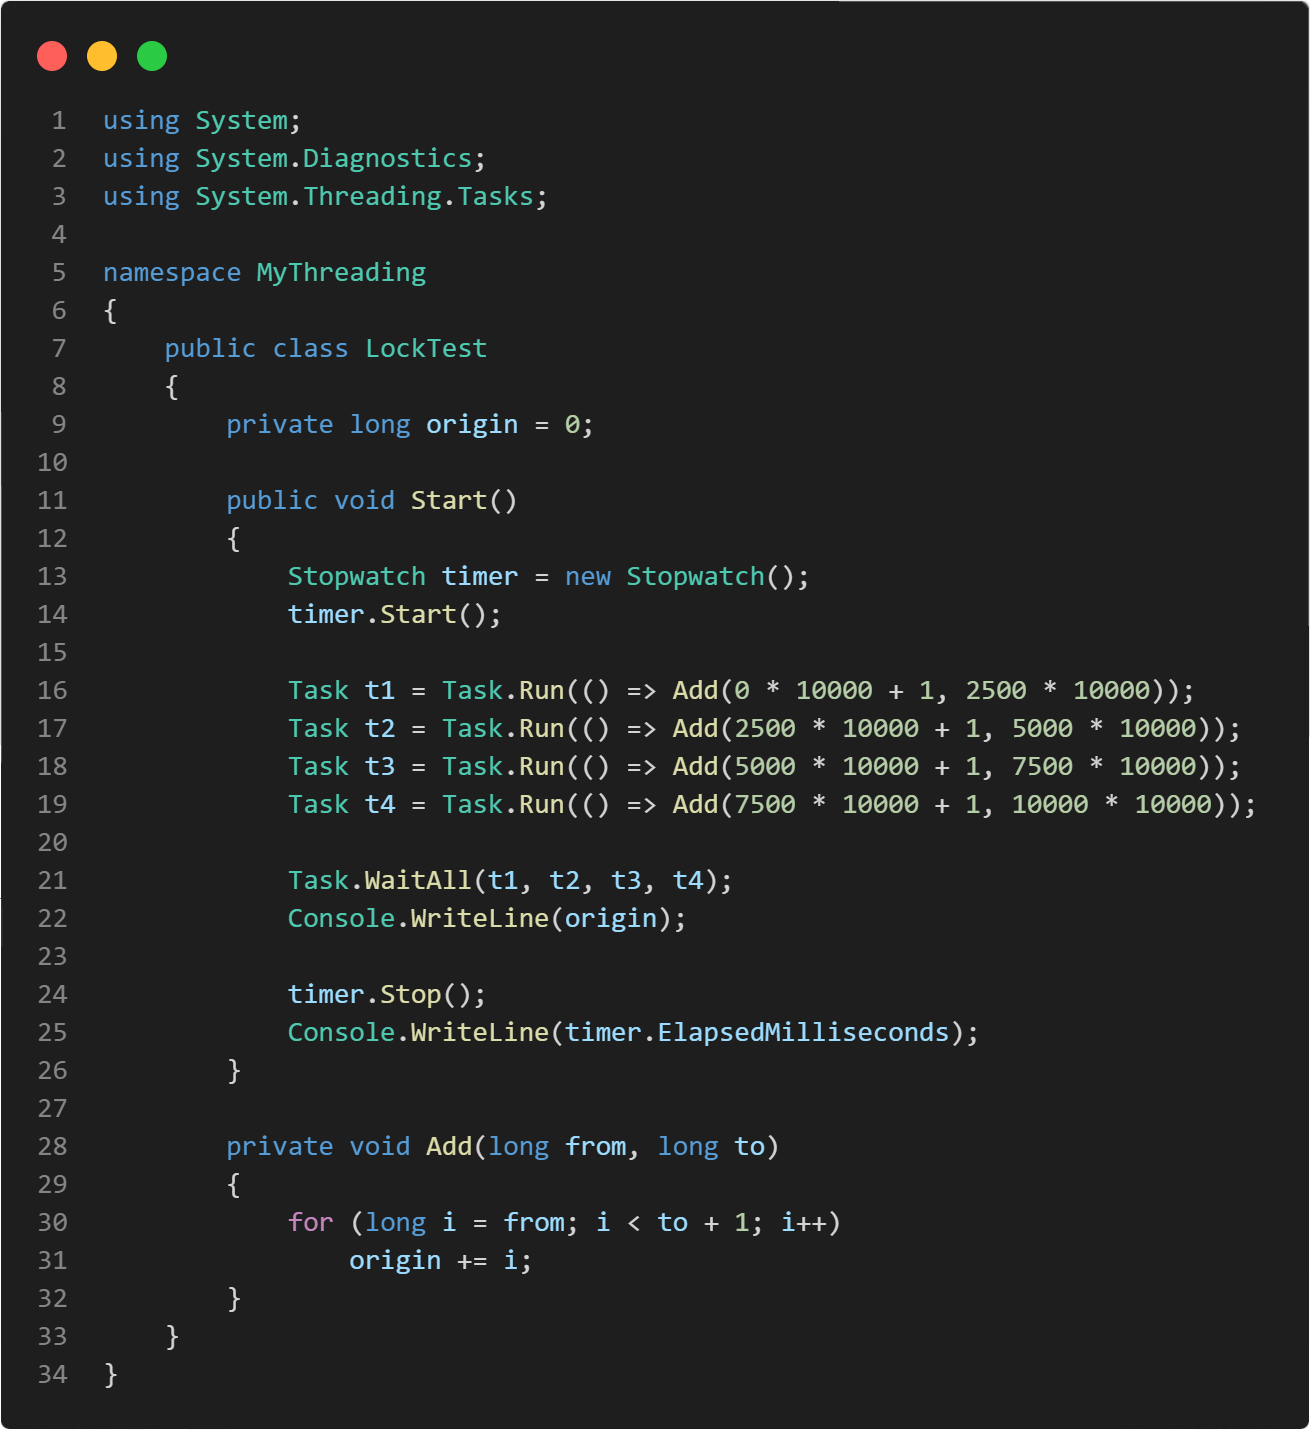 1 using System;
2 using System.Diagnostics;
3 using System.Threading.Tasks;
4
5 namespace MyThreading
6 {
7     public class LockTest
8     {
9         private long origin = 0;
10
11         public void Start()
12         {
13             Stopwatch timer = new Stopwatch();
14             timer.Start();
15
16             Task t1 = Task.Run(() => Add(0 * 10000 + 1, 2500 * 10000));
17             Task t2 = Task.Run(() => Add(2500 * 10000 + 1, 5000 * 10000));
18             Task t3 = Task.Run(() => Add(5000 * 10000 + 1, 7500 * 10000));
19             Task t4 = Task.Run(() => Add(7500 * 10000 + 1, 10000 * 10000));
20
21             Task.WaitAll(t1, t2, t3, t4);
22             Console.WriteLine(origin);
23
24             timer.Stop();
25             Console.WriteLine(timer.ElapsedMilliseconds);
26         }
27
28         private void Add(long from, long to)
29         {
30             for (long i = from; i < to + 1; i++)
31                 origin += i;
32         }
33     }
34 }